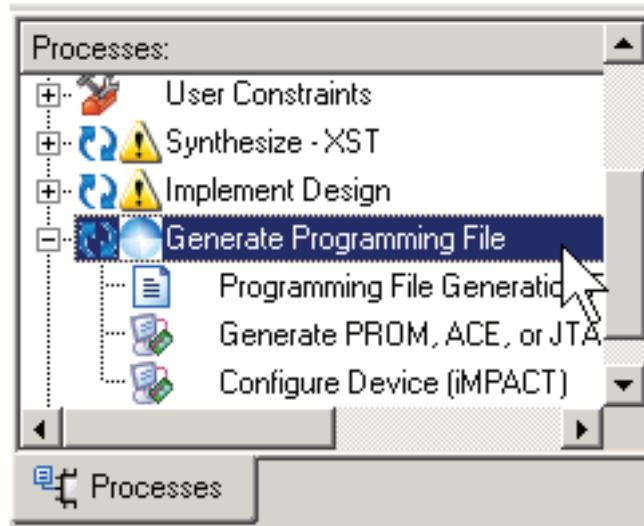 Processes:
User Constraints
Synthesize - XST
Implement Design
Generate Programming File
Programming File Generatio
Generate PROM, ACE, or JTA
Configure Device (iMPACT)
Processes